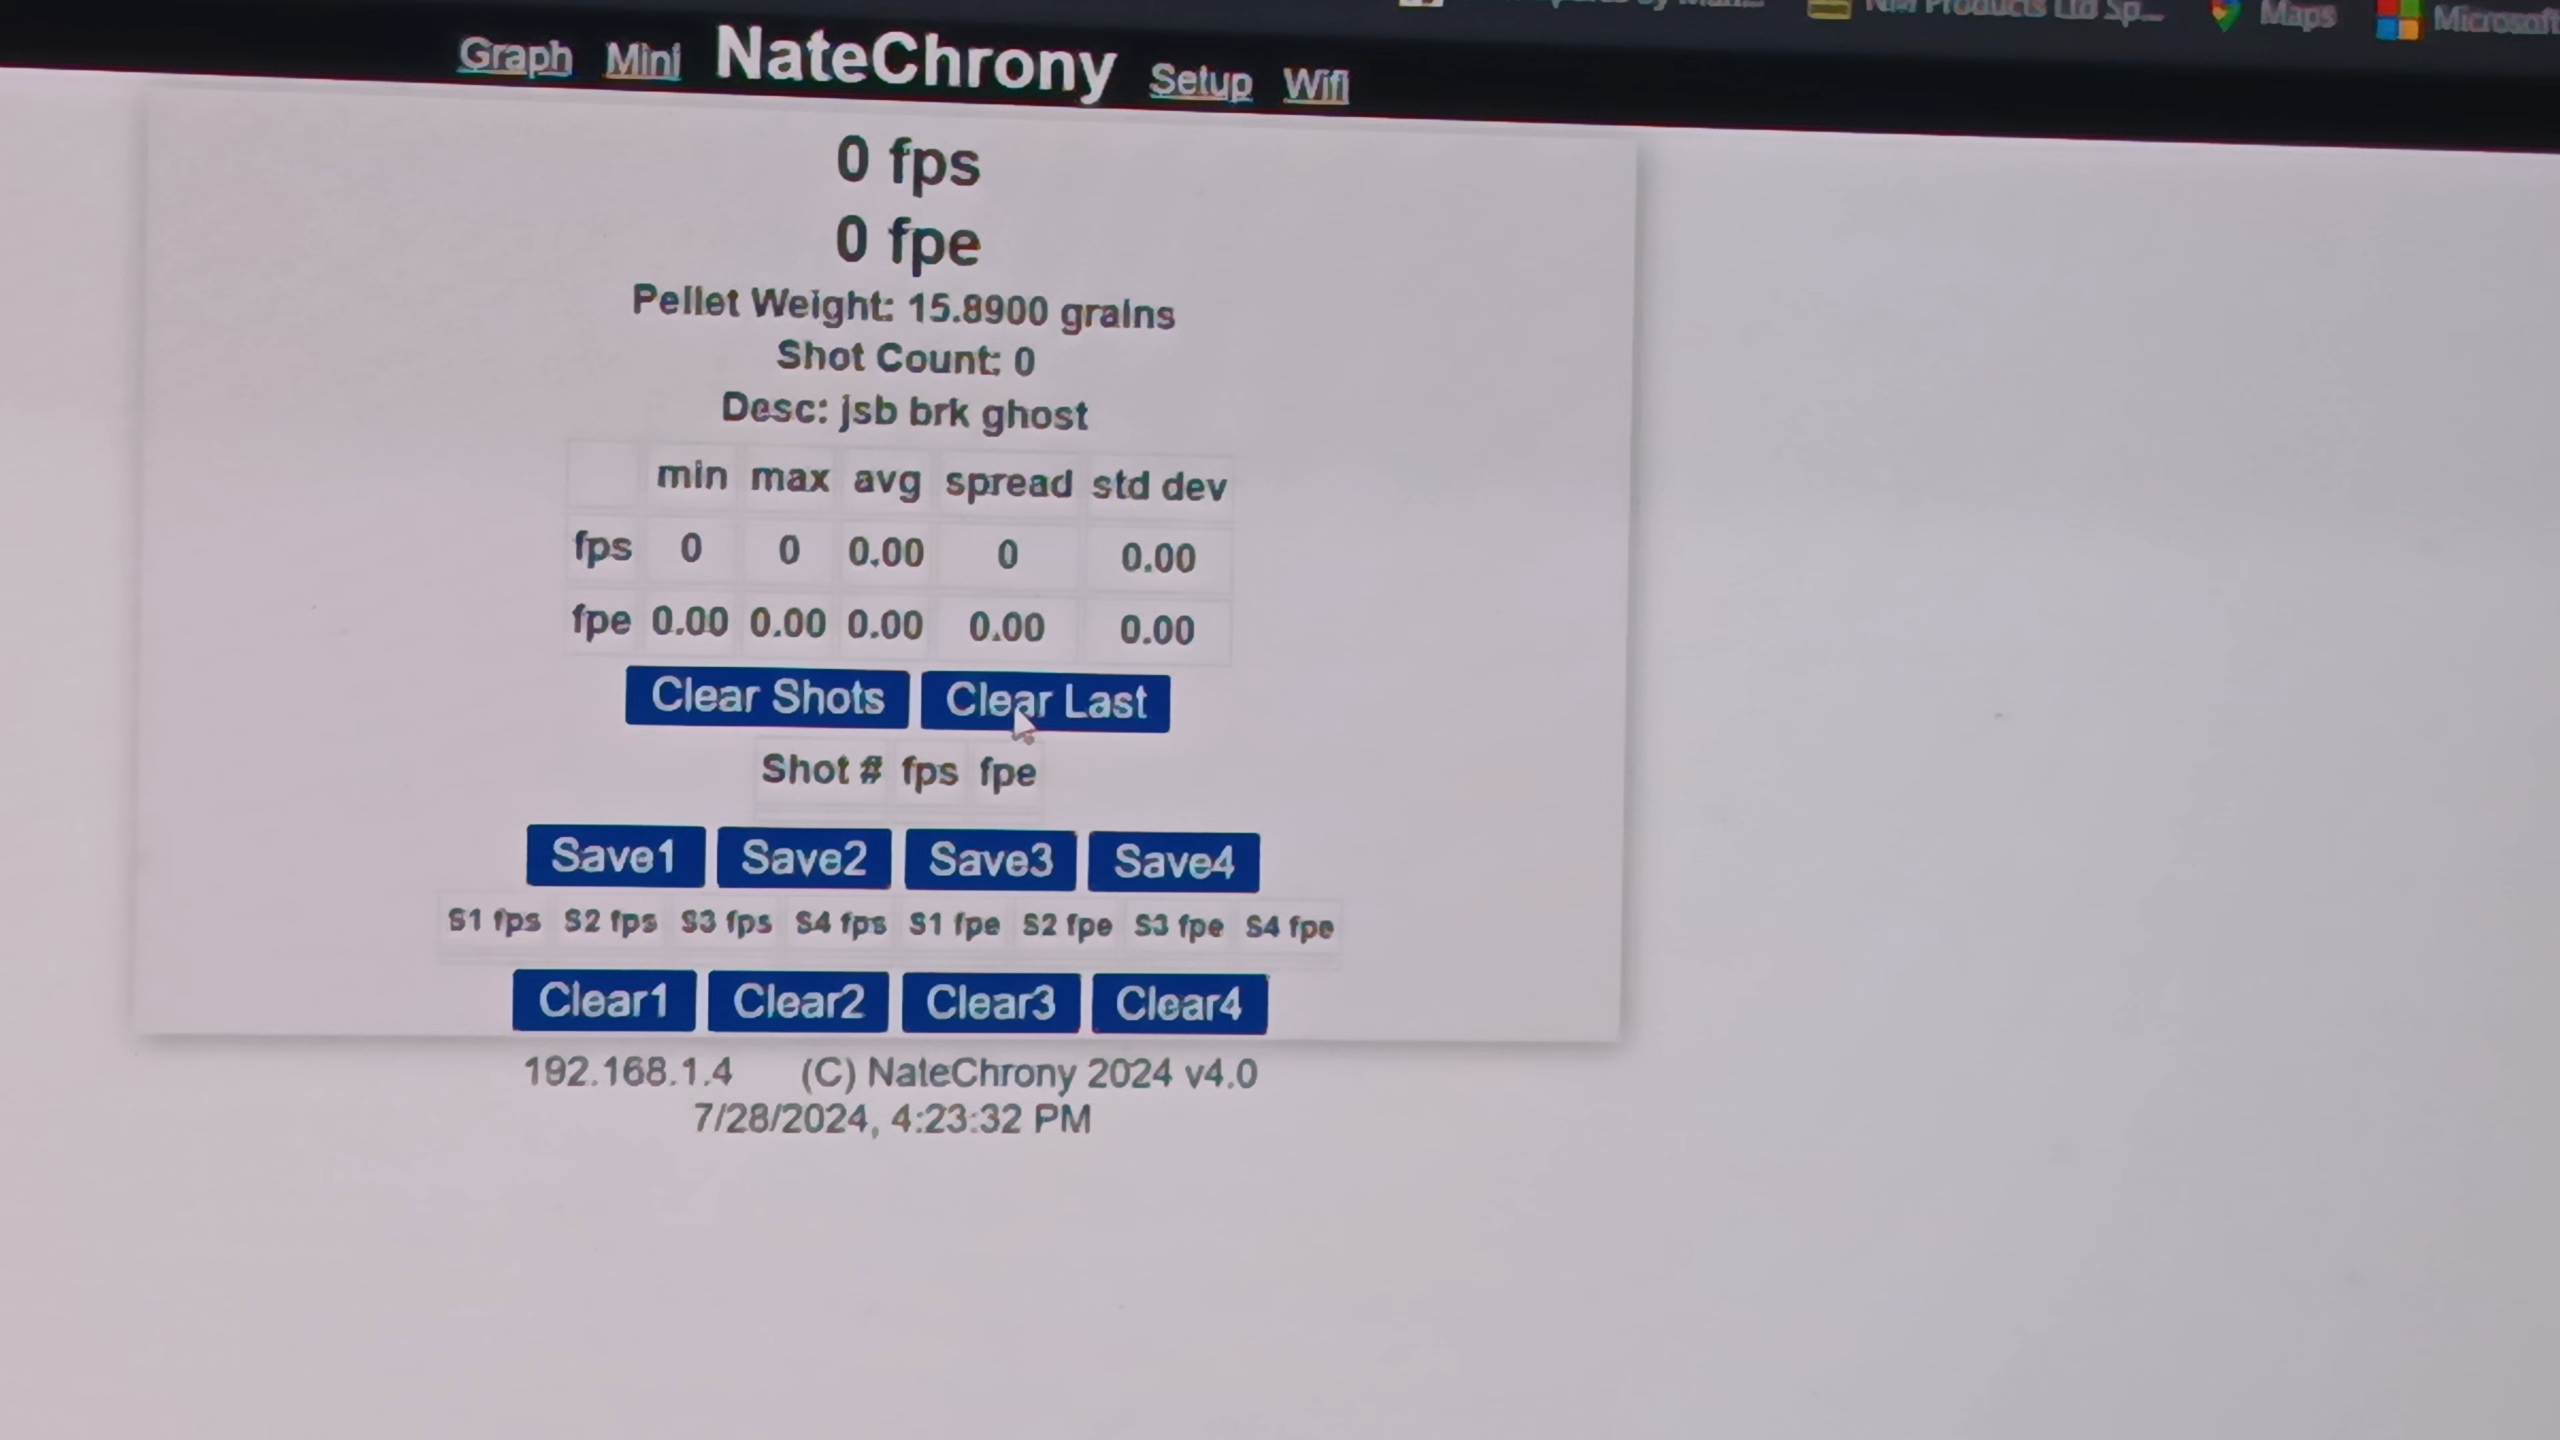 Products Ltd Sp... Maps Microsoft
Graph Mini NateChrony Setup Wifi
0 fps
0 fpe
Pellet Weight: 15.8900 grains
Shot Count: 0
Desc: jsb brk ghost
min max avg spread std dev
fps 0 0 0.00 0 0.00
fpe 0.00 0.00 0.00 0.00 0.00
Clear Shots Clear Last
Shot # fps fpe
Save1 Save2 Save3 Save4
S1 fps S2 fps S3 fps S4 fps S1 fpe S2 fpe S3 fpe S4 fpe
Clear1 Clear2 Clear3 Clear4
192.168.1.4 (C) NateChrony 2024 v4.0
7/28/2024, 4:23:32 PM